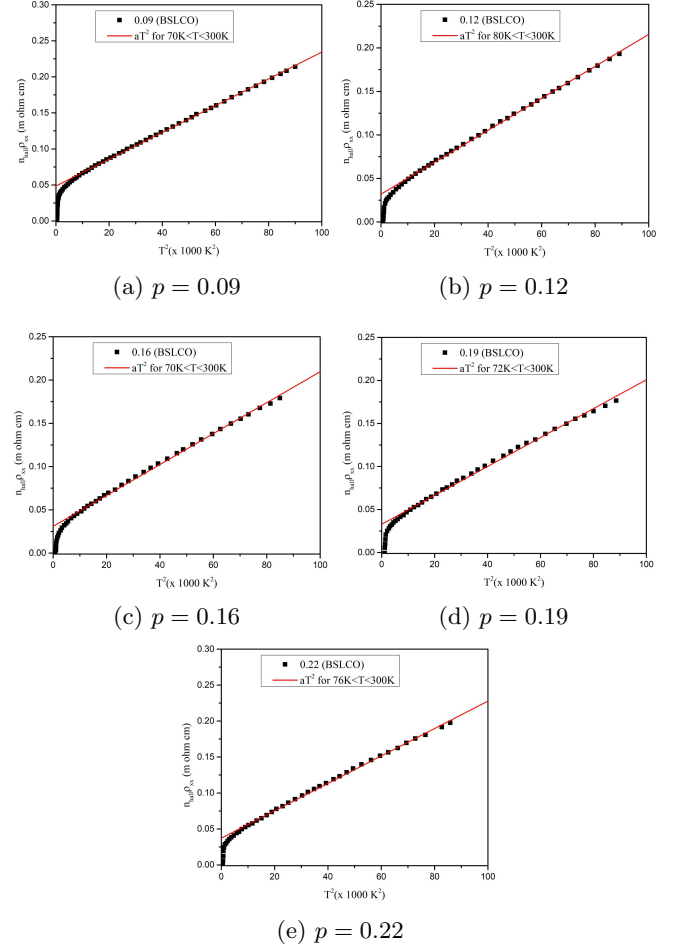 0.30
0.09 (BSLCO)
aT² for 70K<T<300K
0.25
0.20
0.15
0.10
0.05
0.00
n_hall ρ_xx (m ohm cm)
0 20 40 60 80 100
T²(x 1000 K²)
(a) p = 0.09
0.25
0.12 (BSLCO)
aT² for 80K<T<300K
0.20
0.15
0.10
0.05
0.00
n_hall ρ_xx (m ohm cm)
0 20 40 60 80 100
T²(x 1000 K²)
(b) p = 0.12
0.25
0.16 (BSLCO)
aT² for 70K<T<300K
0.20
0.15
0.10
0.05
0.00
n_hall ρ_xx (m ohm cm)
0 20 40 60 80 100
T²(x 1000 K²)
(c) p = 0.16
0.25
0.19 (BSLCO)
aT² for 72K<T<300K
0.20
0.15
0.10
0.05
0.00
n_hall ρ_xx (m ohm cm)
0 20 40 60 80 100
T²(x 1000 K²)
(d) p = 0.19
0.30
0.22 (BSLCO)
aT² for 76K<T<300K
0.25
0.20
0.15
0.10
0.05
0.00
n_hall ρ_xx (m ohm cm)
0 20 40 60 80 100
T²(x 1000 K²)
(e) p = 0.22